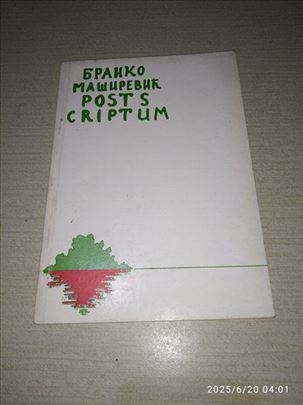 БРАНКО
МАШИРЕВИЋ
POST S
CRIPTUM
2025/6/20 04:01